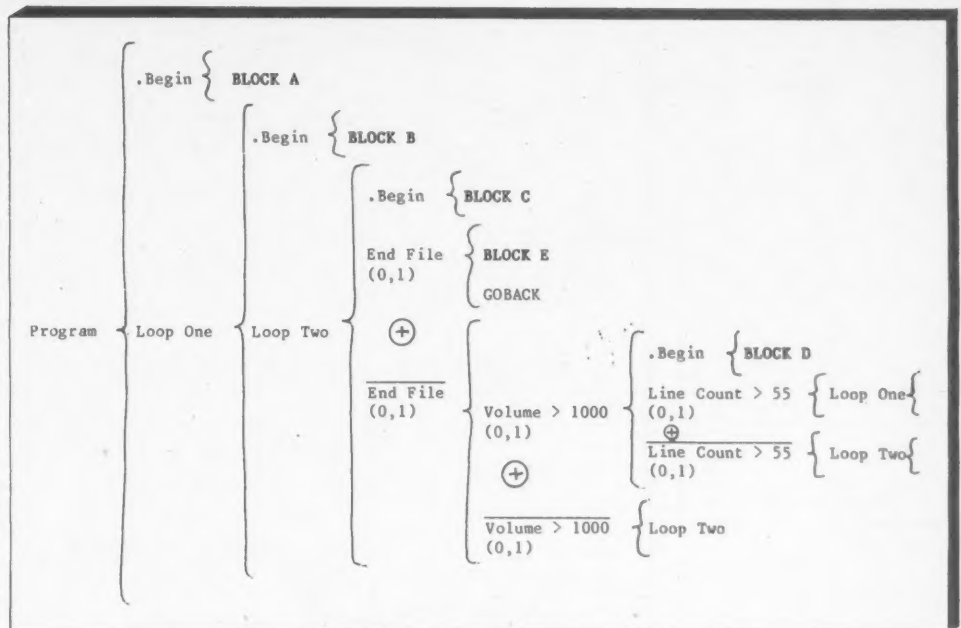 .Begin { BLOCK A
.Begin { BLOCK B
.Begin { BLOCK C
End File { BLOCK E
(0,1)
GOBACK
Program { Loop One { Loop Two { ⊕
.Begin { BLOCK D
End File
(0,1)
Volume > 1000
(0,1)
Line Count > 55 { Loop One {
(0,1)
⊕
Line Count > 55 { Loop Two {
(0,1)
⊕
Volume > 1000 { Loop Two
(0,1)